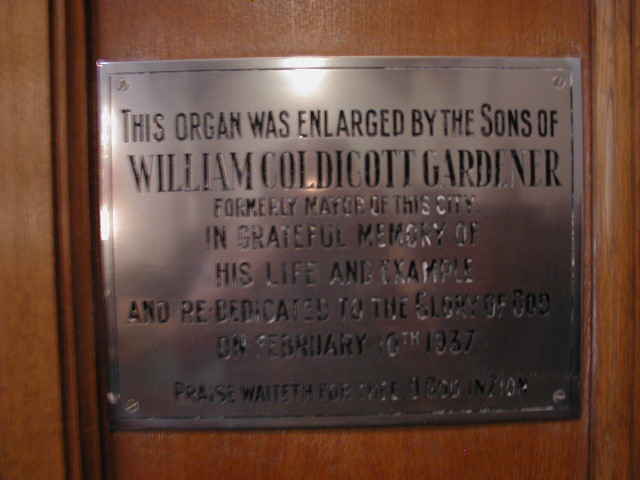 THIS ORGAN WAS ENLARGED BY THE SONS OF
WILLIAM COLDICOTT GARDENER
FORMERLY MAYOR OF THIS CITY.
IN GRATEFUL MEMORY OF
HIS LIFE AND EXAMPLE
AND RE-DEDICATED TO THE GLORY OF GOD
ON FEBRUARY 10TH 1937
"PRAISE WAITETH FOR THEE O GOD IN ZION"